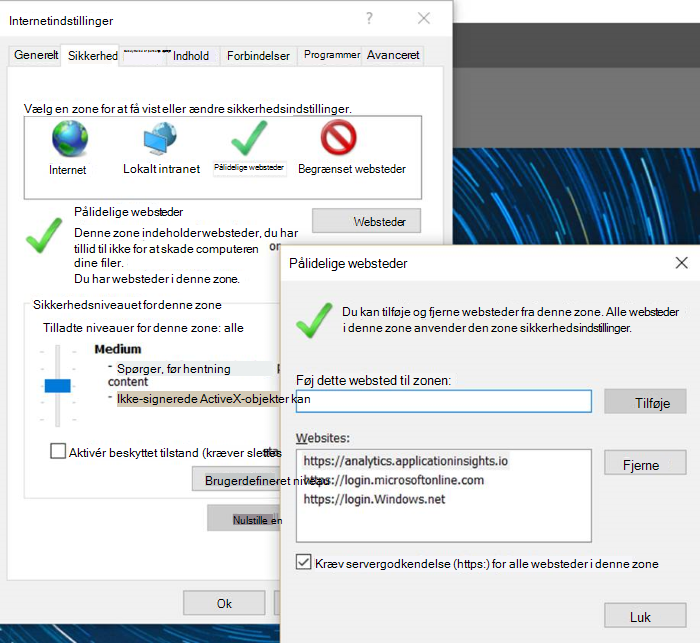 Internetindstillinger
?
Generelt Sikkerhed Indhold Forbindelser Programmer Avanceret
Vælg en zone for at få vist eller ændre sikkerhedsindstillinger.
Internet Lokalt intranet Pålidelige websteder Begrænset websteder
Pålidelige websteder
Websteder
Denne zone indeholder websteder, du har
tillid til ikke for at skade computeren
dine filer.
Du har websteder i denne zone.
Sikkerhedsniveauet for denne zone
Tilladte niveauer for denne zone: alle
Medium
- Spørger, før hentning
content
- Ikke-signerede ActiveX-objekter kan
Aktivér beskyttet tilstand (kræver
Brugerdefineret niveau
Nulstille en
Ok
Pålidelige websteder
Du kan tilføje og fjerne websteder fra denne zone. Alle websteder
i denne zone anvender den zone sikkerhedsindstillinger.
Føj dette websted til zonen:
Tilføje
Websites:
https://analytics.applicationinsights.io
https://login.microsoftonline.com
https://login.Windows.net
Fjerne
Kræv servergodkendelse (https:) for alle websteder i denne zone
Luk